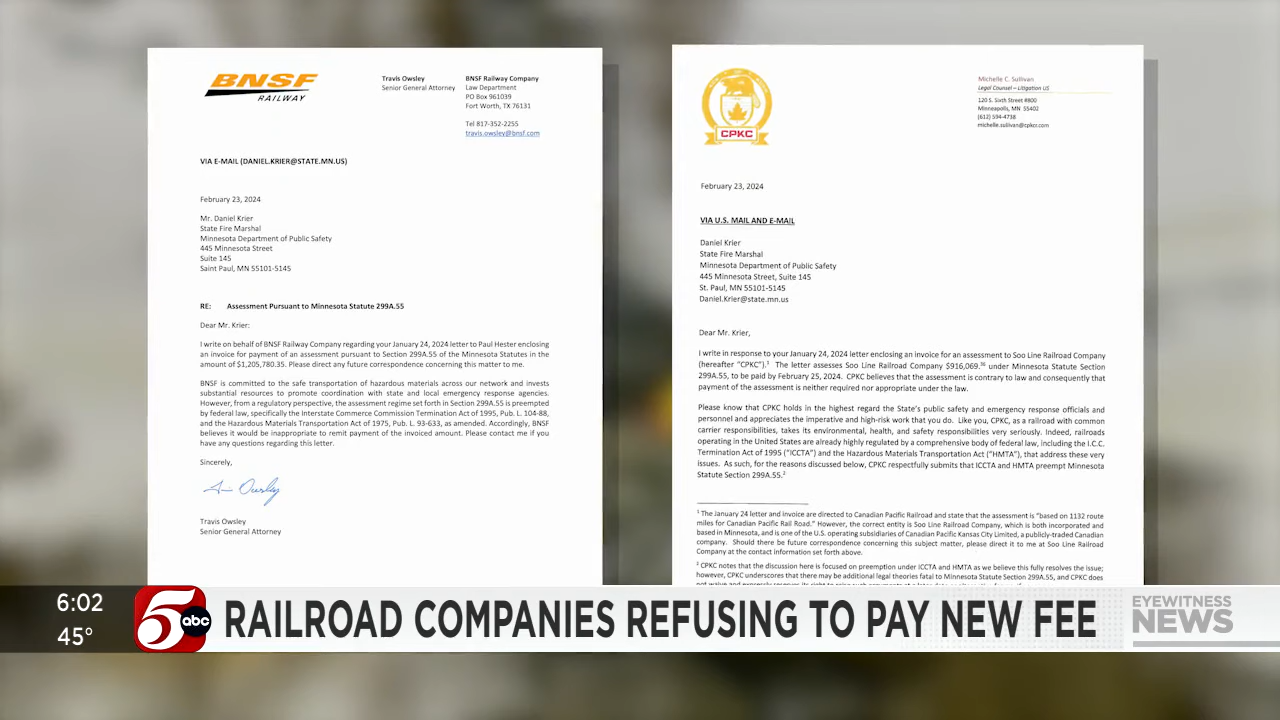 BNSF
RAILWAY
Travis Owsley
Senior General Attorney
BNSF Railway Company
Law Department
PO Box 961039
Fort Worth, TX 76131
Tel 817-352-2255
travis.owsley@bnsf.com
VIA E-MAIL (DANIEL.KRIER@STATE.MN.US)
February 23, 2024
Mr. Daniel Krier
State Fire Marshal
Minnesota Department of Public Safety
445 Minnesota Street
Suite 145
Saint Paul, MN 55101-5145
RE: Assessment Pursuant to Minnesota Statute 299A.55
Dear Mr. Krier:
I write on behalf of BNSF Railway Company regarding your January 24, 2024 letter to Paul Hester enclosing
an invoice for payment of an assessment pursuant to Section 299A.55 of the Minnesota Statutes in the
amount of $1,205,780.35. Please direct any future correspondence concerning this matter to me.
BNSF is committed to the safe transportation of hazardous materials across our network and invests
substantial resources to promote coordination with state and local emergency response agencies.
However, from a regulatory perspective, the assessment regime set forth in Section 299A.55 is preempted
by federal law, specifically the Interstate Commerce Commission Termination Act of 1995, Pub. L. 104-88,
and the Hazardous Materials Transportation Act of 1975, Pub. L. 93-633, as amended. Accordingly, BNSF
believes it would be inappropriate to remit payment of the invoiced amount. Please contact me if you
have any questions regarding this letter.
Sincerely,
Travis Owsley
Senior General Attorney
CPKC
Michelle C. Sullivan
Legal Counsel – Litigation US
120 S. Sixth Street #800
Minneapolis, MN 55402
(612) 594-4738
michelle.sullivan@cpkcr.com
February 23, 2024
VIA U.S. MAIL AND E-MAIL
Daniel Krier
State Fire Marshal
Minnesota Department of Public Safety
445 Minnesota Street, Suite 145
St. Paul, MN 55101-5145
Daniel.Krier@state.mn.us
Dear Mr. Krier,
I write in response to your January 24, 2024 letter enclosing an invoice for an assessment to Soo Line Railroad Company
(hereafter “CPKC”).¹ The letter assesses Soo Line Railroad Company $916,069.³⁶ under Minnesota Statute Section
299A.55, to be paid by February 25, 2024. CPKC believes that the assessment is contrary to law and consequently that
payment of the assessment is neither required nor appropriate under the law.
Please know that CPKC holds in the highest regard the State’s public safety and emergency response officials and
personnel and appreciates the imperative and high-risk work that you do. Like you, CPKC, as a railroad with common
carrier responsibilities, takes its environmental, health, and safety responsibilities very seriously. Indeed, railroads
operating in the United States are already highly regulated by a comprehensive body of federal law, including the I.C.C.
Termination Act of 1995 (“ICCTA”) and the Hazardous Materials Transportation Act (“HMTA”), that address these very
issues. As such, for the reasons discussed below, CPKC respectfully submits that ICCTA and HMTA preempt Minnesota
Statute Section 299A.55.²
¹ The January 24 letter and invoice are directed to Canadian Pacific Railroad and state that the assessment is “based on 1132 route
miles for Canadian Pacific Rail Road.” However, the correct entity is Soo Line Railroad Company, which is both incorporated and
based in Minnesota, and is one of the U.S. operating subsidiaries of Canadian Pacific Kansas City Limited, a publicly-traded Canadian
company. Should there be future correspondence concerning this subject matter, please direct it to me at Soo Line Railroad
Company at the contact information set forth above.
² CPKC notes that the discussion here is focused on preemption under ICCTA and HMTA as we believe this fully resolves the issue;
however, CPKC underscores that there may be additional legal theories fatal to Minnesota Statute Section 299A.55, and CPKC does
6:02
45°
5
abc
RAILROAD COMPANIES REFUSING TO PAY NEW FEE
EYEWITNESS
NEWS